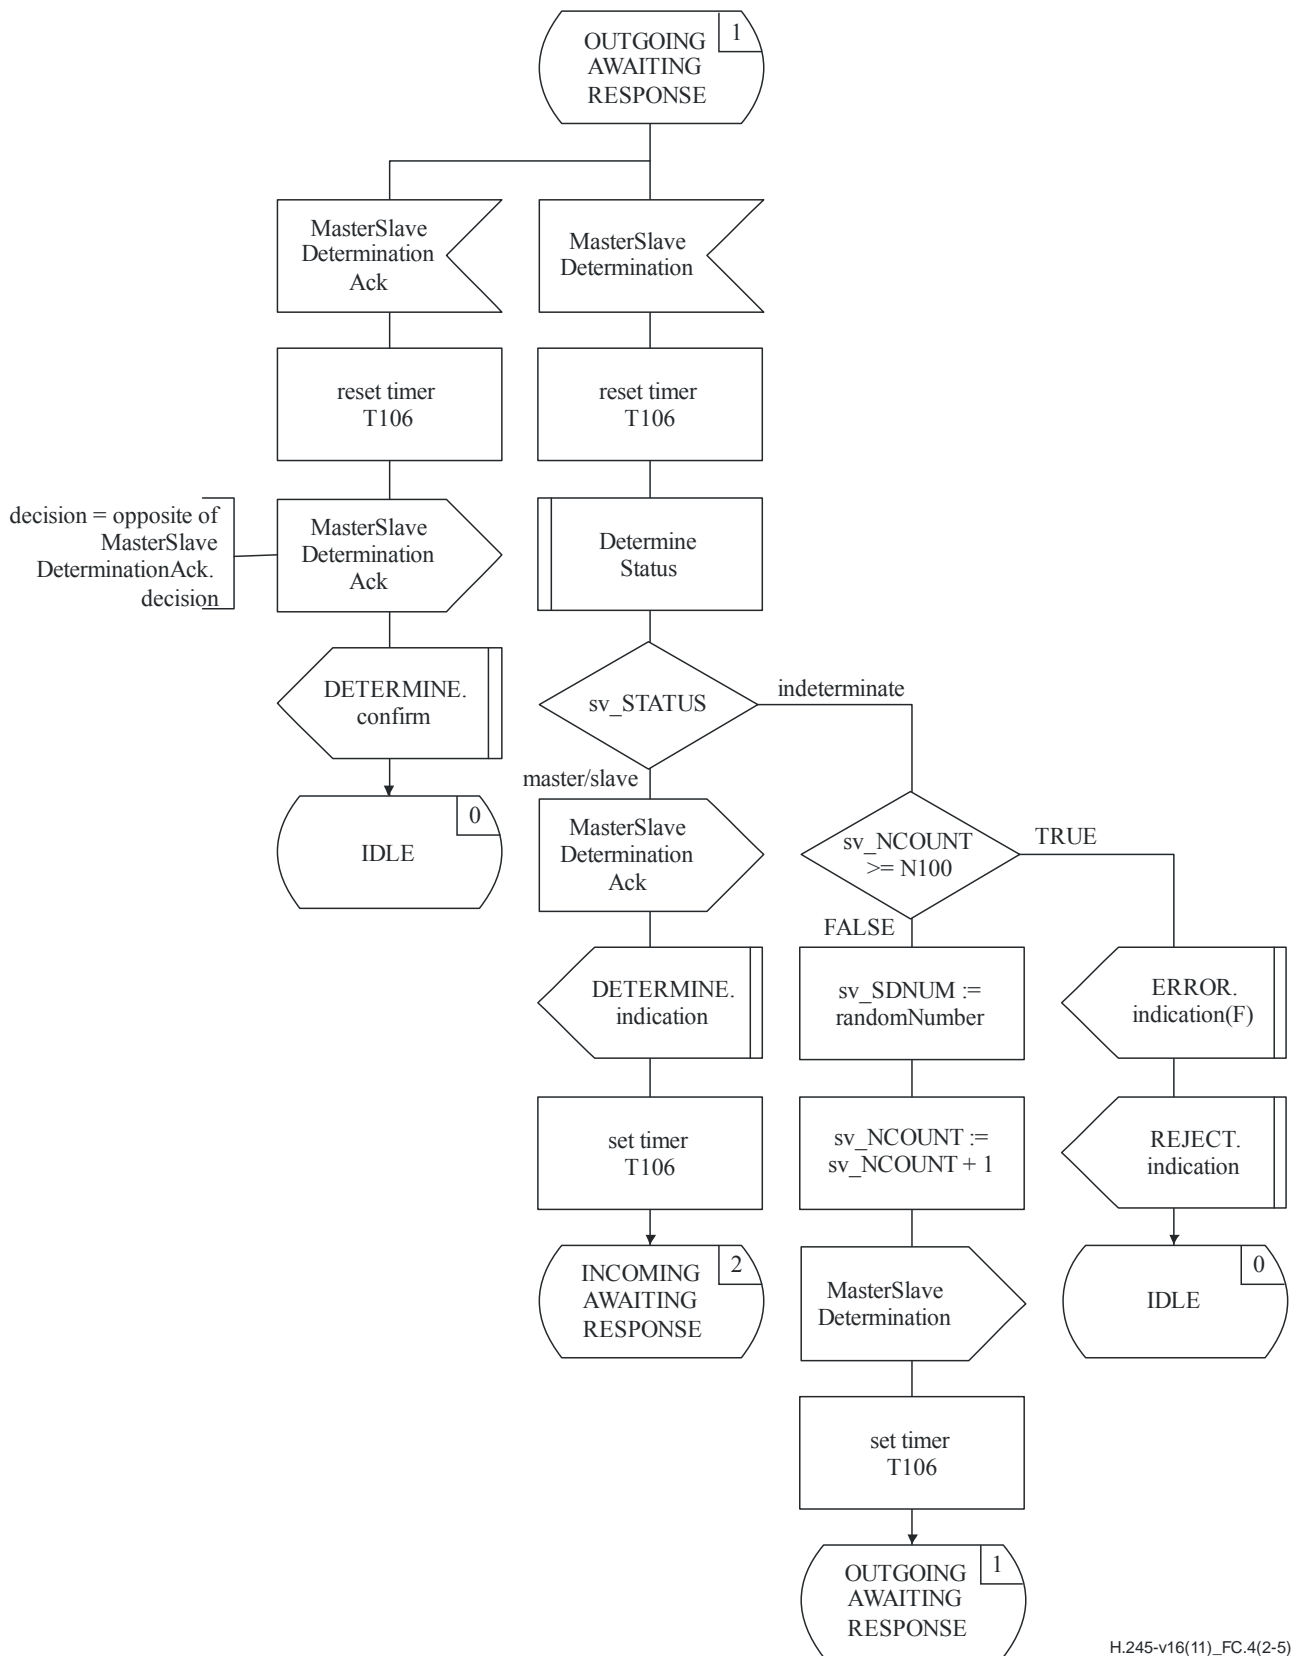 OUTGOING
AWAITING
RESPONSE
1
MasterSlave
Determination
Ack
MasterSlave
Determination
reset timer
T106
reset timer
T106
decision = opposite of
MasterSlave
DeterminationAck.
decision
MasterSlave
Determination
Ack
Determine
Status
DETERMINE.
confirm
sv_STATUS
indeterminate
master/slave
IDLE
0
MasterSlave
Determination
Ack
sv_NCOUNT
>= N100
TRUE
FALSE
DETERMINE.
indication
sv_SDNUM :=
randomNumber
ERROR.
indication(F)
set timer
T106
sv_NCOUNT :=
sv_NCOUNT + 1
REJECT.
indication
INCOMING
AWAITING
RESPONSE
2
MasterSlave
Determination
IDLE
0
set timer
T106
OUTGOING
AWAITING
RESPONSE
1
H.245-v16(11)_FC.4(2-5)